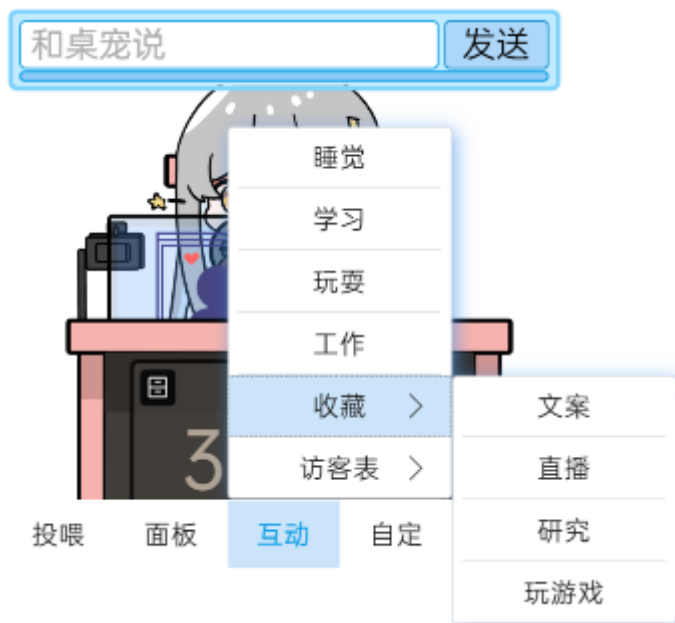 和桌宠说 发送
睡觉
学习
玩耍
工作
收藏
访客表
文案
直播
研究
玩游戏
3
投喂 面板 互动 自定